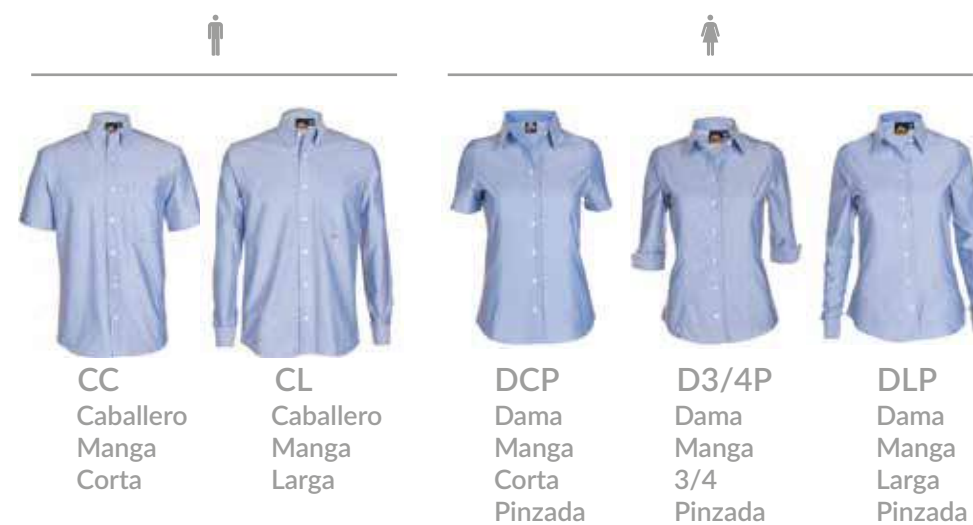 CC
Caballero
Manga
Corta
CL
Caballero
Manga
Larga
DCP
Dama
Manga
Corta
Pinzada
D3/4P
Dama
Manga
3/4
Pinzada
DLP
Dama
Manga
Larga
Pinzada